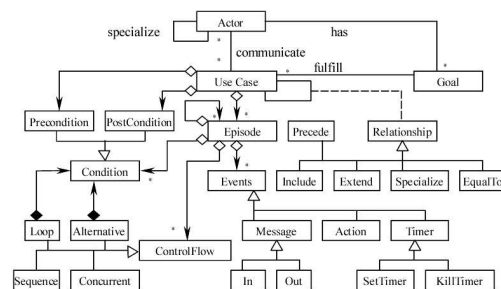 Actor
specialize
has
communicate
fulfill
Use Case
Goal
Precondition
PostCondition
Episode
Precede
Relationship
Condition
Events
Include
Extend
Specialize
EqualTo
Loop
Alternative
ControlFlow
Message
Action
Timer
Sequence
Concurrent
In
Out
SetTimer
KillTimer